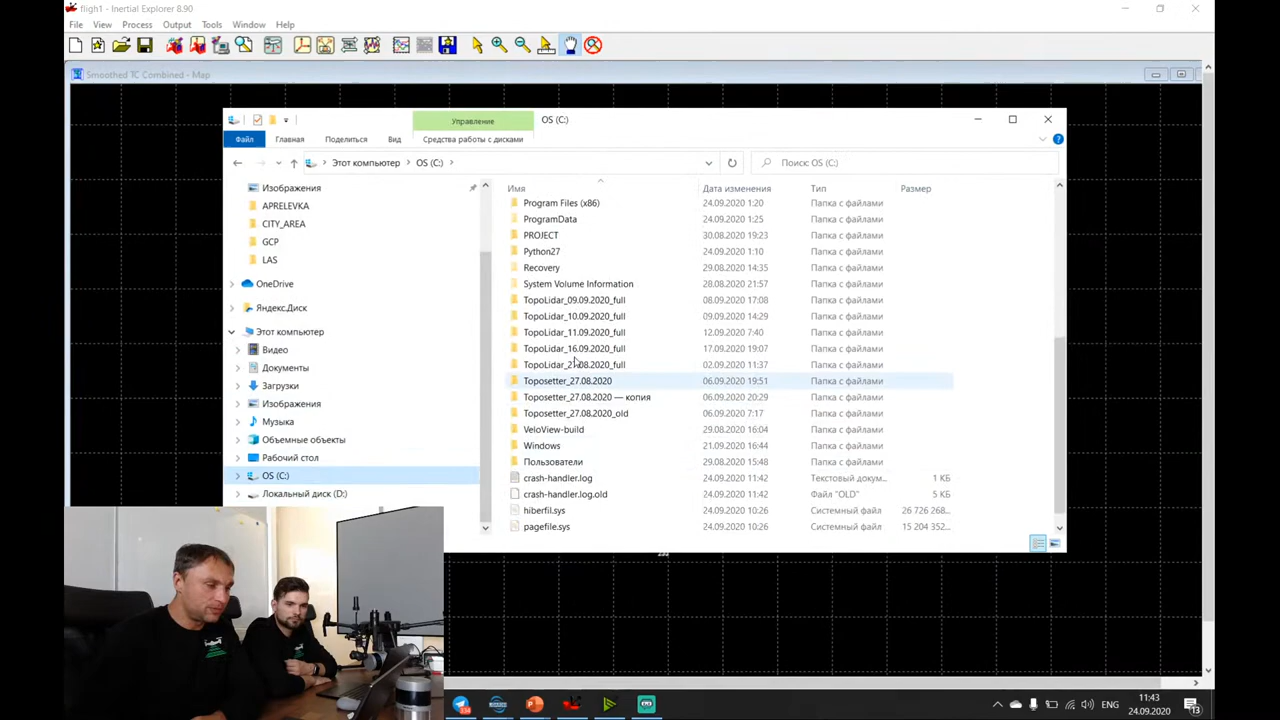 fligh1 - Inertial Explorer 8.90
File View Process Output Tools Window Help
Smoothed TC Combined - Map
Управление
OS (C:)
Файл Главная Поделиться Вид Средства работы с дисками
Этот компьютер OS (C:)
Поиск: OS (C:)
Изображения
APRELEVKA
CITY_AREA
GCP
LAS
OneDrive
Яндекс.Диск
Этот компьютер
Видео
Документы
Загрузки
Изображения
Музыка
Объемные объекты
Рабочий стол
OS (C:)
Локальный диск (D:)
Имя Дата изменения Тип Размер
Program Files (x86) 24.09.2020 1:20 Папка с файлами
ProgramData 24.09.2020 1:25 Папка с файлами
PROJECT 30.08.2020 19:23 Папка с файлами
Python27 24.09.2020 1:10 Папка с файлами
Recovery 29.08.2020 14:35 Папка с файлами
System Volume Information 28.08.2020 21:57 Папка с файлами
TopoLidar_09.09.2020_full 08.09.2020 17:08 Папка с файлами
TopoLidar_10.09.2020_full 09.09.2020 14:29 Папка с файлами
TopoLidar_11.09.2020_full 12.09.2020 7:40 Папка с файлами
TopoLidar_16.09.2020_full 17.09.2020 19:07 Папка с файлами
02.09.2020 11:37 Папка с файлами
Toposetter_27.08.2020 06.09.2020 19:51 Папка с файлами
Toposetter_27.08.2020 — копия 06.09.2020 20:29 Папка с файлами
Toposetter_27.08.2020_old 06.09.2020 7:17 Папка с файлами
VeloView-build 29.08.2020 16:04 Папка с файлами
Windows 21.09.2020 16:44 Папка с файлами
Пользователи 29.08.2020 15:48 Папка с файлами
crash-handler.log 24.09.2020 11:42 Текстовый докум... 1 КБ
crash-handler.log.old 24.09.2020 11:42 Файл "OLD" 5 КБ
hiberfil.sys 24.09.2020 10:26 Системный файл 26 726 268...
pagefile.sys 24.09.2020 10:26 Системный файл 15 204 352...
ENG
11:43
24.09.2020
13